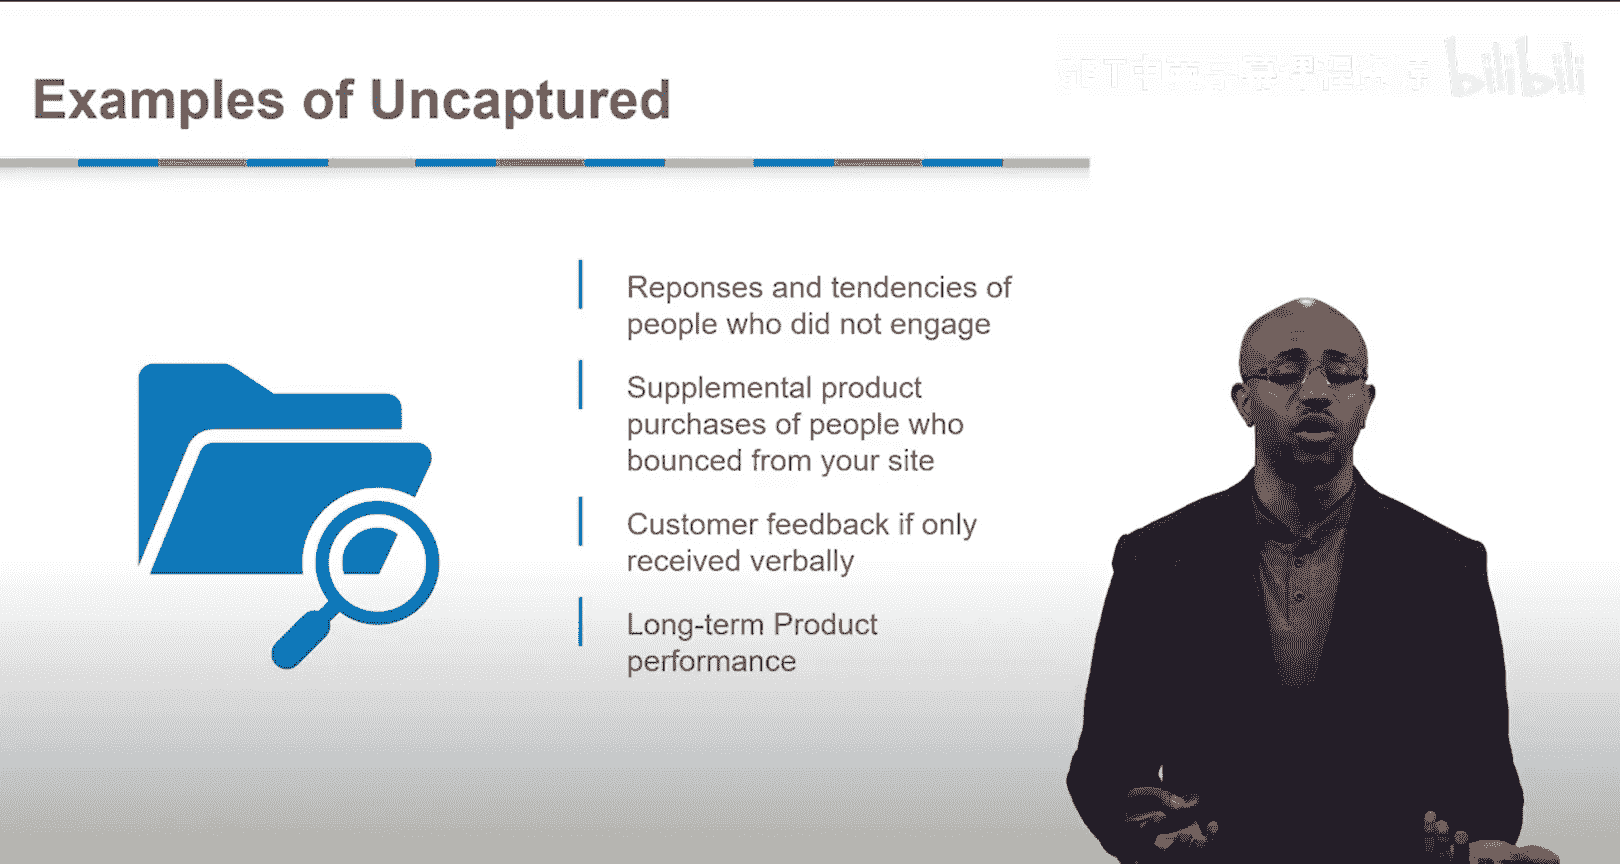 Examples of Uncaptured
bilibili
Reponses and tendencies of
people who did not engage
Supplemental product
purchases of people who
bounced from your site
Customer feedback if only
received verbally
Long-term Product
performance